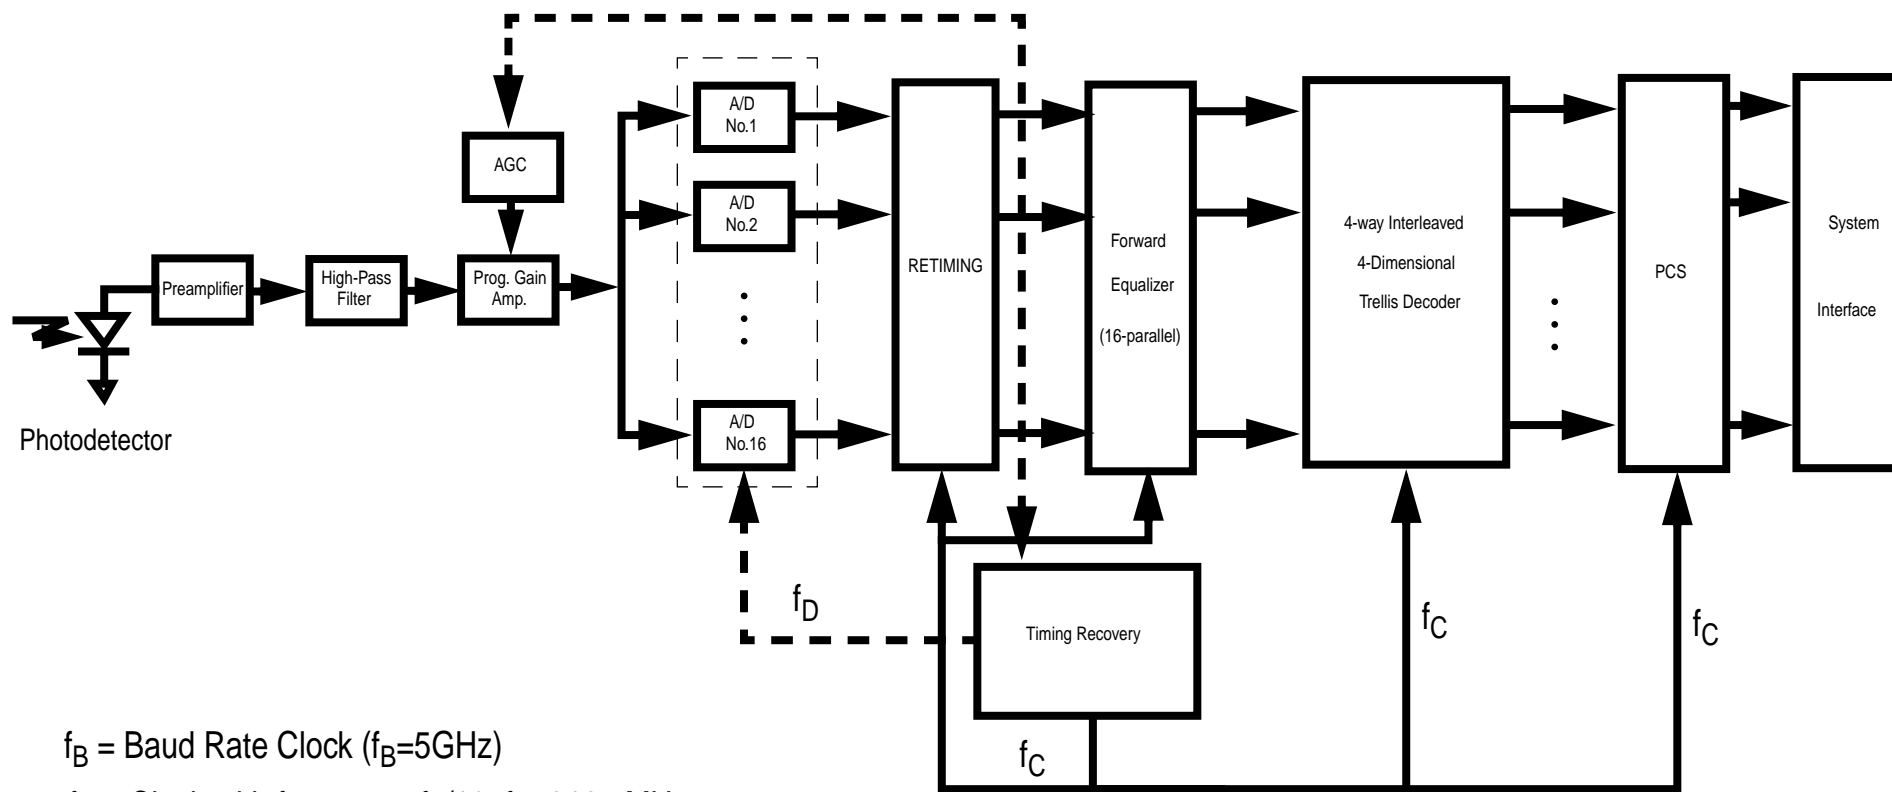 AGC
A/D
No.1
A/D
No.2
A/D
No.16
RETIMING
Forward
Equalizer
(16-parallel)
4-way Interleaved
4-Dimensional
Trellis Decoder
PCS
System
Interface
Preamplifier
High-Pass
Filter
Prog. Gain
Amp.
Photodetector
fD
Timing Recovery
fC
fC
fC
fB = Baud Rate Clock (fB=5GHz)